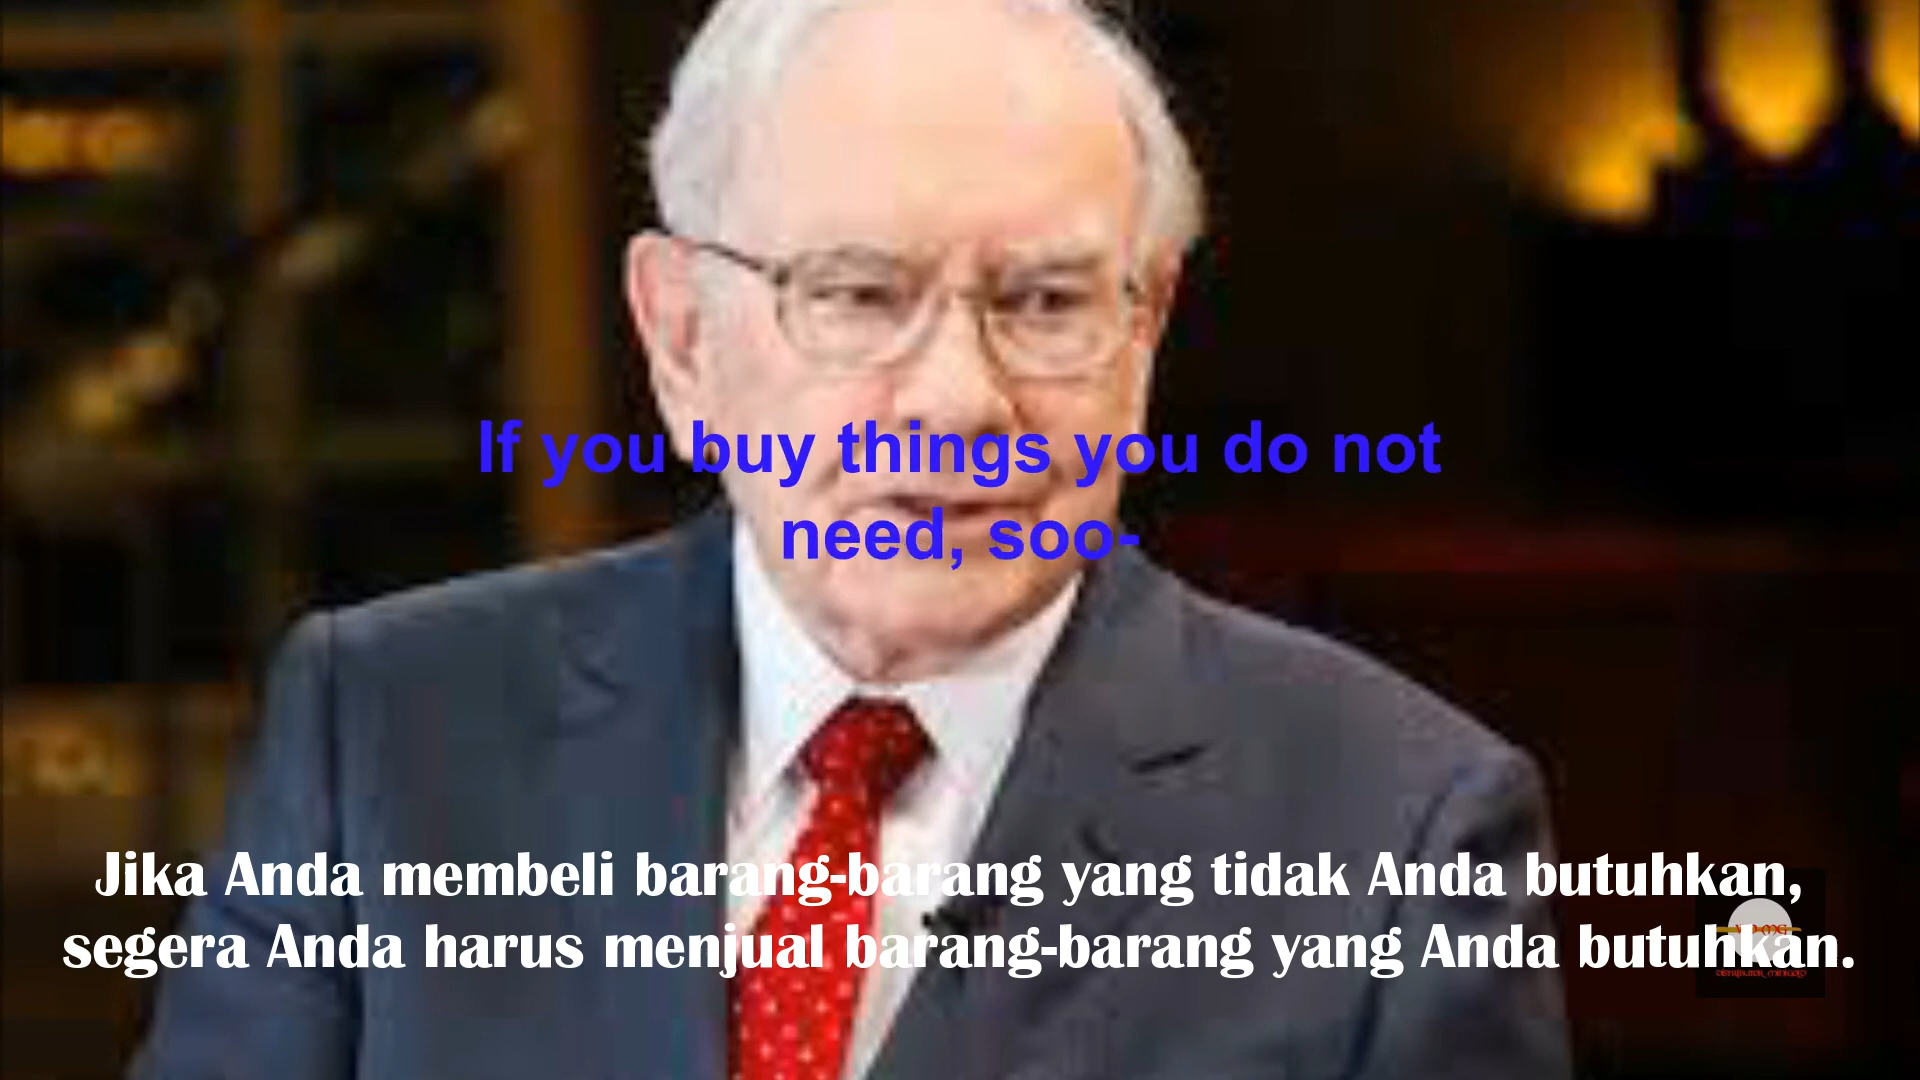 If you buy things you do not
need, soo-
Jika Anda membeli barang-barang yang tidak Anda butuhkan,
segera Anda harus menjual barang-barang yang Anda butuhkan.